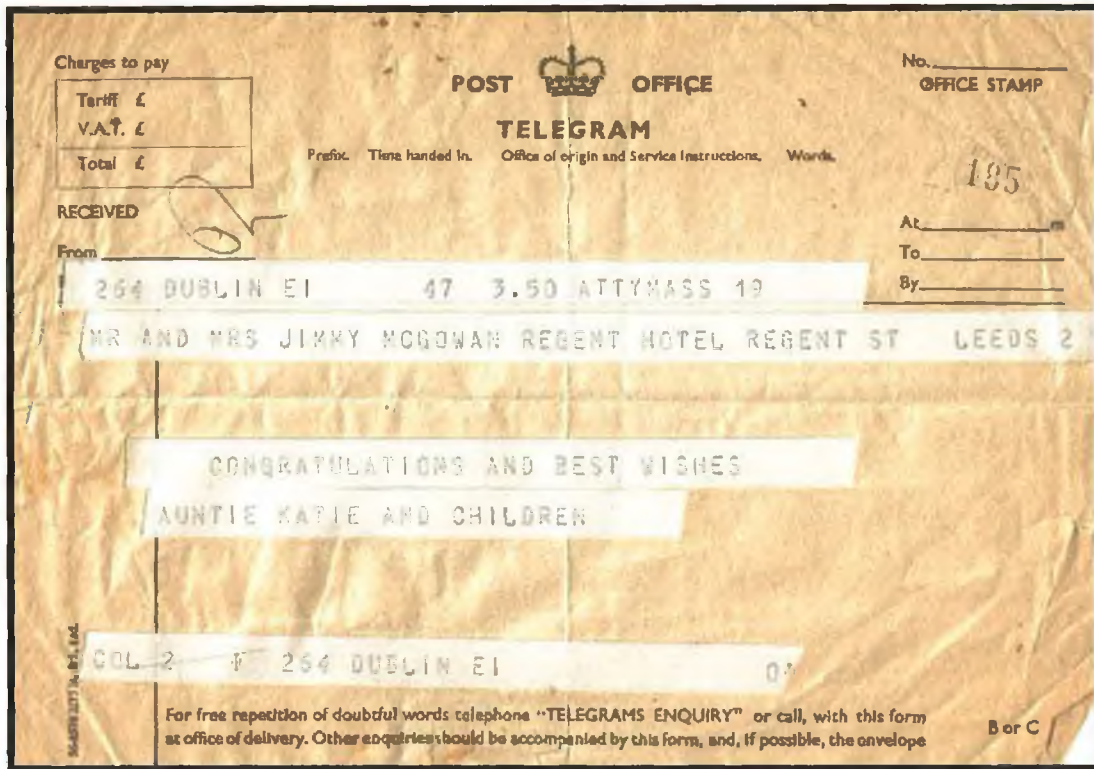 Charges to pay
Tariff £
V.A.T. £
Total £
RECEIVED
From
POST OFFICE
TELEGRAM
Prefix. Time handed in. Office of origin and Service Instructions. Words.
No.
OFFICE STAMP
185
At m
To
By
264 DUBLIN EI 47 3.50 ATTYMASS 19
MR AND MRS JIMMY MCGOWAN REGENT HOTEL REGENT ST LEEDS 2
CONGRATULATIONS AND BEST WISHES
AUNTIE KATIE AND CHILDREN
COL 2 F 264 DUBLIN EI
For free repetition of doubtful words telephone "TELEGRAMS ENQUIRY" or call, with this form
at office of delivery. Other enquiries should be accompanied by this form, and, if possible, the envelope
B or C